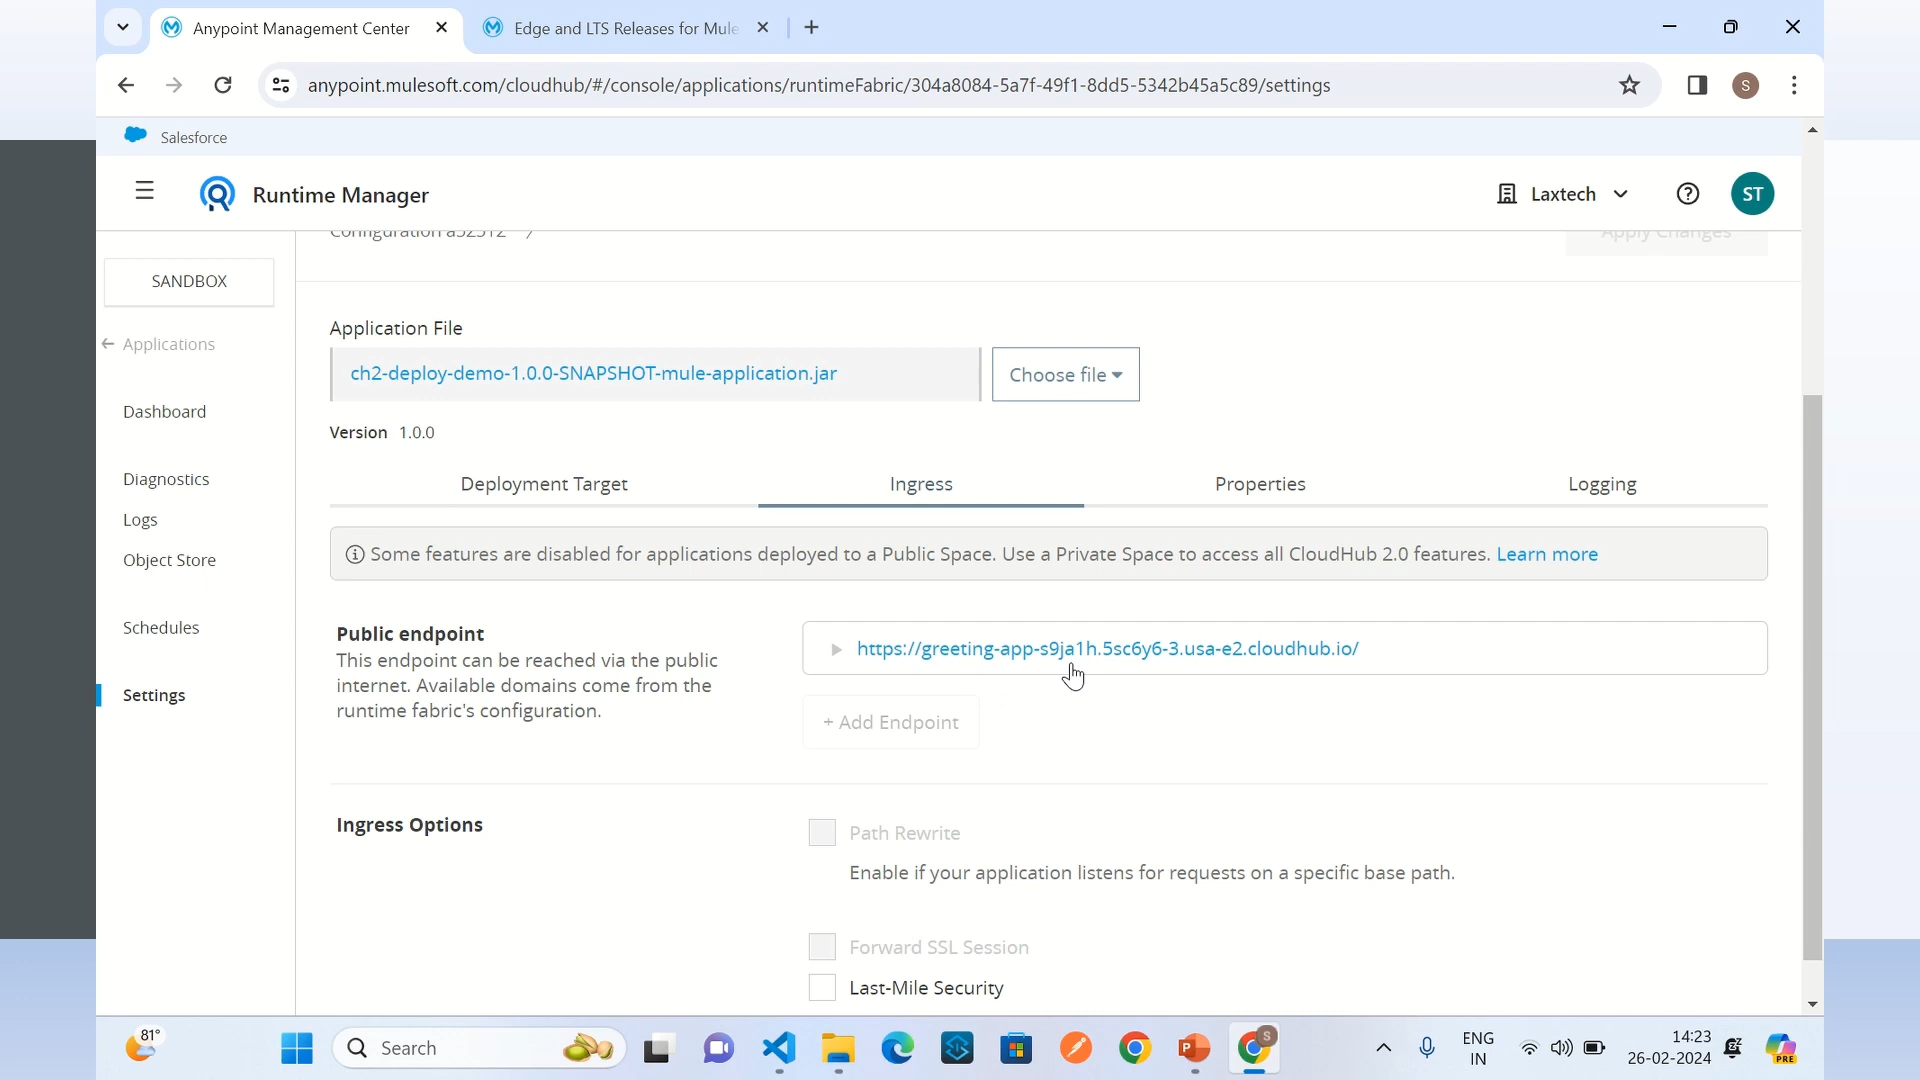 Anypoint Management Center
Edge and LTS Releases for Mule
anypoint.mulesoft.com/cloudhub/#/console/applications/runtimeFabric/304a8084-5a7f-49f1-8dd5-5342b45a5c89/settings
S
Salesforce
Runtime Manager
Laxtech
ST
Configuration a52512
Apply Changes
SANDBOX
Applications
Dashboard
Diagnostics
Logs
Object Store
Schedules
Settings
Application File
ch2-deploy-demo-1.0.0-SNAPSHOT-mule-application.jar
Choose file
Version 1.0.0
Deployment Target
Ingress
Properties
Logging
Some features are disabled for applications deployed to a Public Space. Use a Private Space to access all CloudHub 2.0 features. Learn more
Public endpoint
This endpoint can be reached via the public
internet. Available domains come from the
runtime fabric's configuration.
https://greeting-app-s9ja1h.5sc6y6-3.usa-e2.cloudhub.io/
+ Add Endpoint
Ingress Options
Path Rewrite
Enable if your application listens for requests on a specific base path.
Forward SSL Session
Last-Mile Security
81°
Search
S
ENG
IN
14:23
26-02-2024
PRE